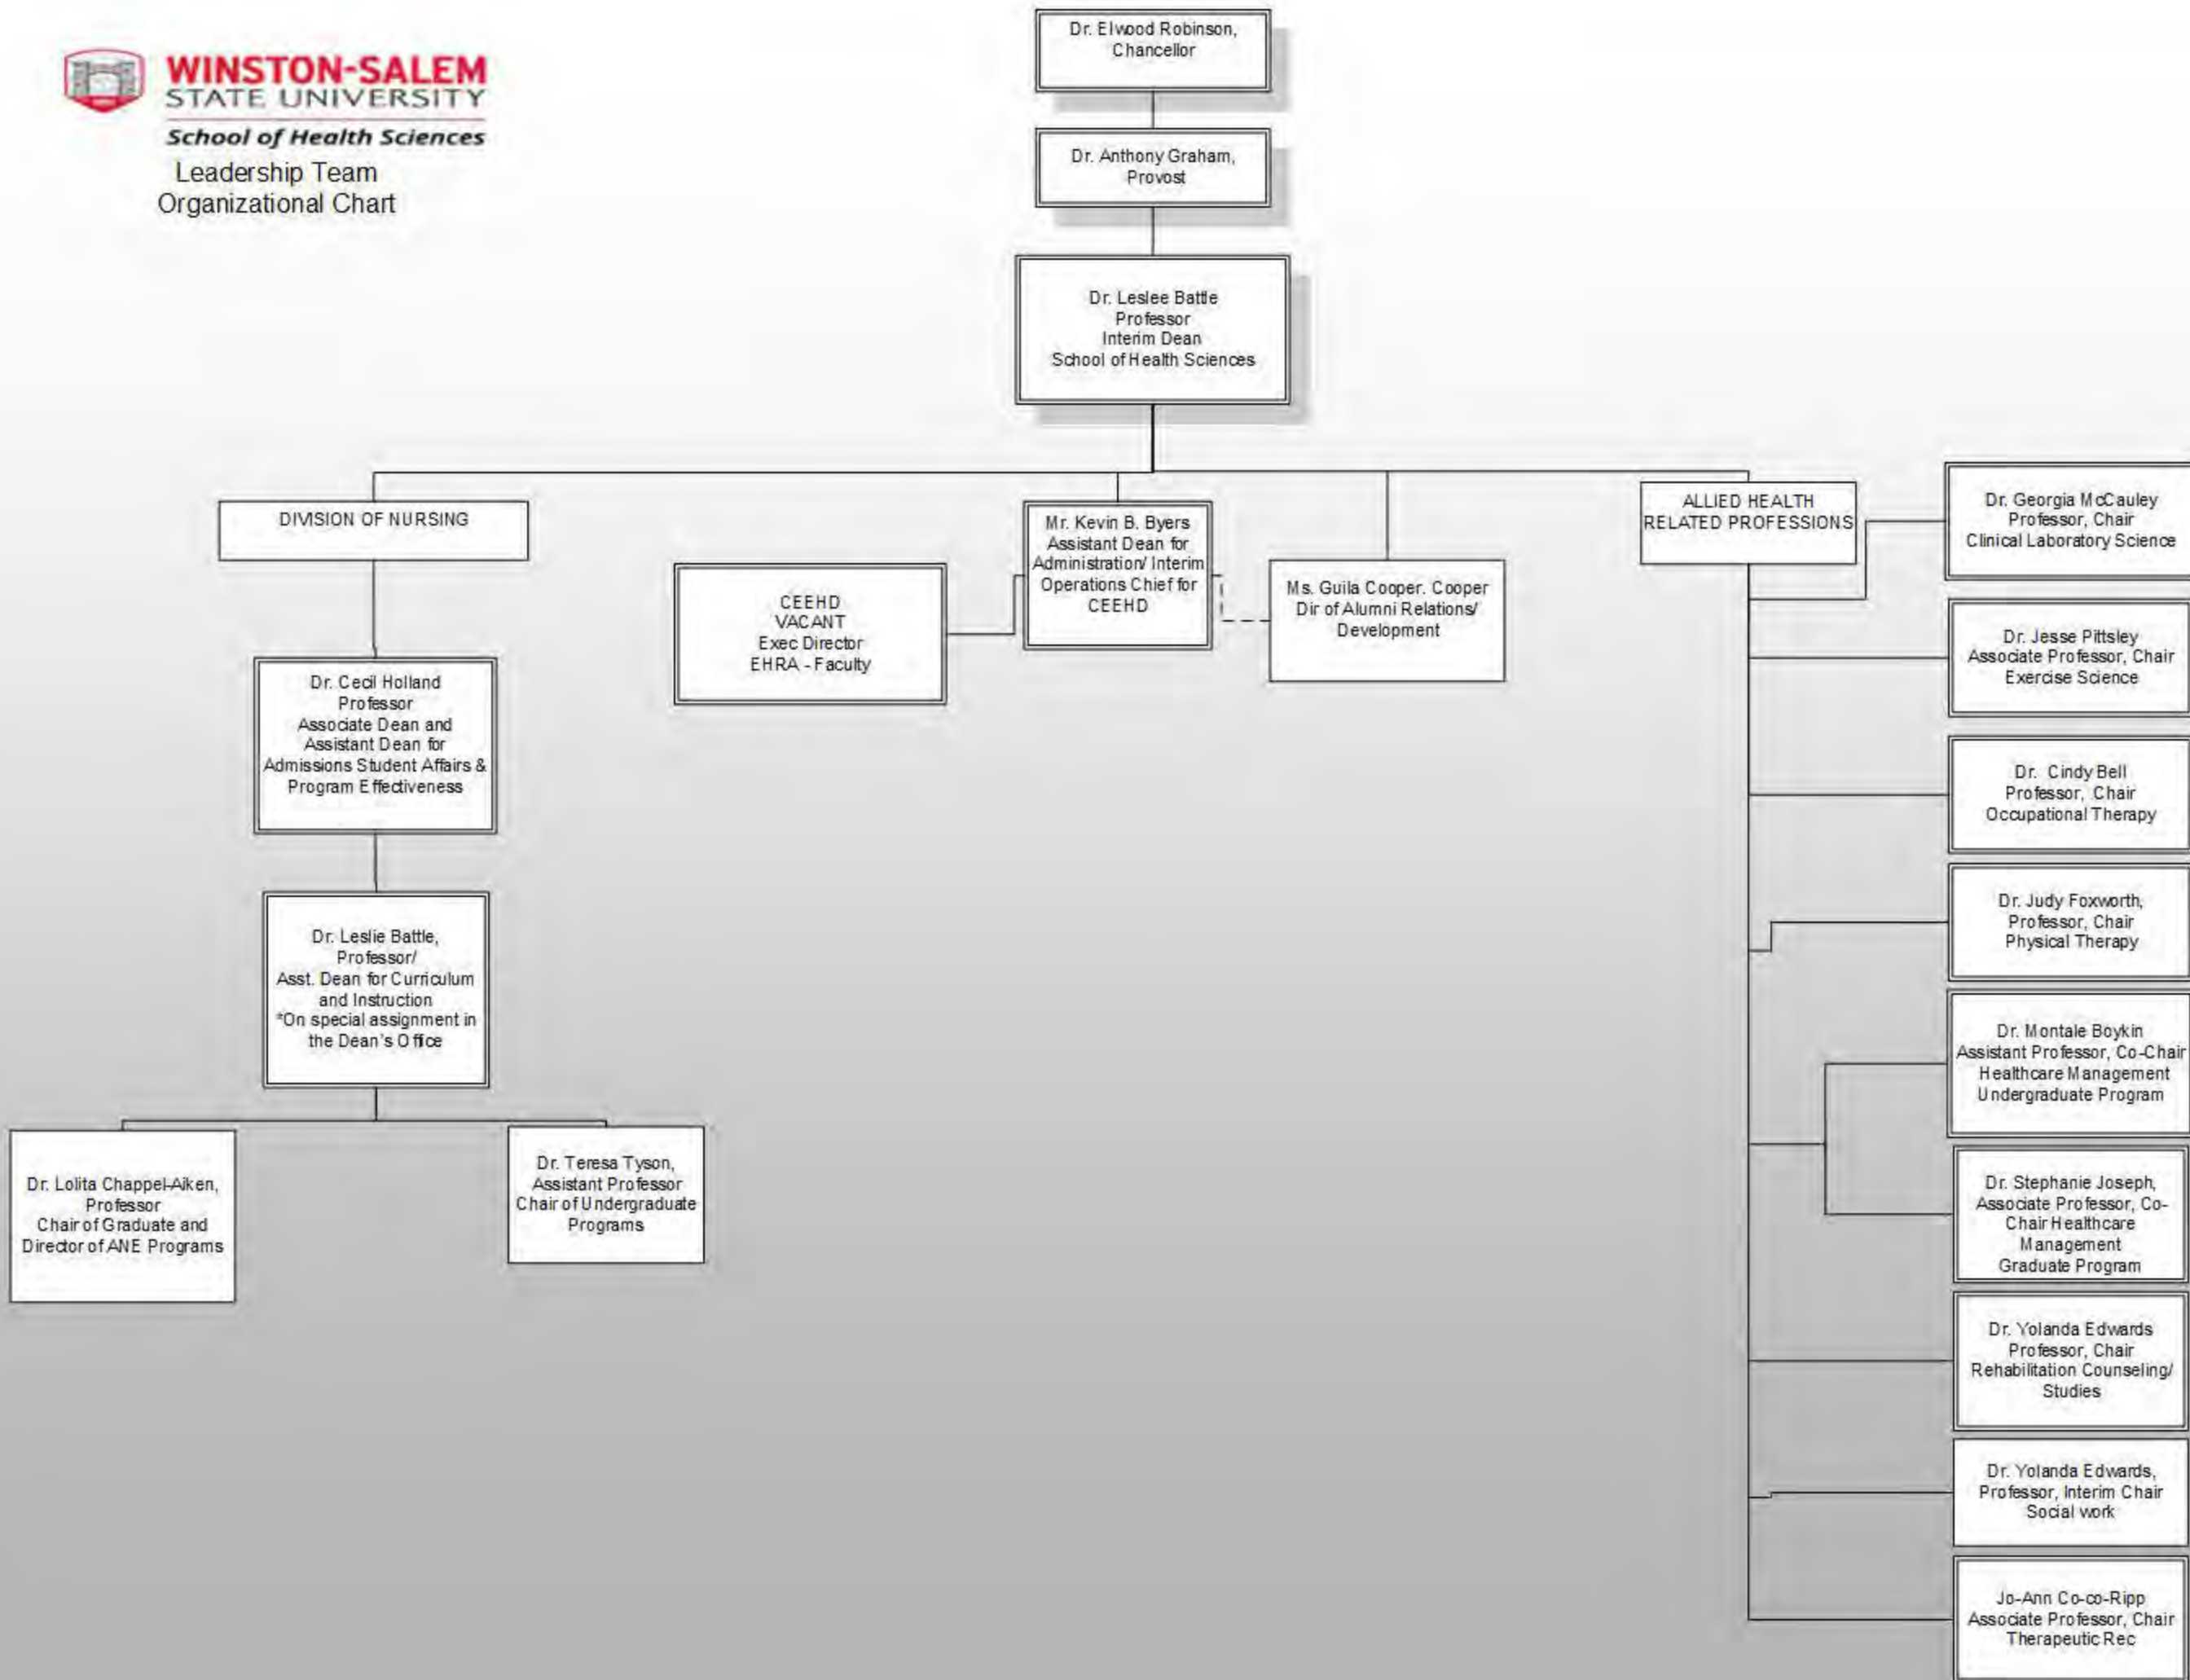 WINSTON-SALEM
STATE UNIVERSITY
School of Health Sciences
Leadership Team
Organizational Chart
Dr. Elwood Robinson,
Chancellor
Dr. Anthony Graham,
Provost
Dr. Leslee Battle
Professor
Interim Dean
School of Health Sciences
DIVISION OF NURSING
Dr. Cecil Holland
Professor
Associate Dean and
Assistant Dean for
Admissions Student Affairs &
Program Effectiveness
Dr. Leslie Battle,
Professor/
Asst. Dean for Curriculum
and Instruction
*On special assignment in
the Dean's Office
Dr. Lolita Chappel-Aiken,
Professor
Chair of Graduate and
Director of ANE Programs
Dr. Teresa Tyson,
Assistant Professor
Chair of Undergraduate
Programs
CEEHD
VACANT
Exec Director
EHRA - Faculty
Mr. Kevin B. Byers
Assistant Dean for
Administration/ Interim
Operations Chief for
CEEHD
Ms. Guila Cooper. Cooper
Dir of Alumni Relations/
Development
ALLIED HEALTH
RELATED PROFESSIONS
Dr. Georgia McCauley
Professor, Chair
Clinical Laboratory Science
Dr. Jesse Pittsley
Associate Professor, Chair
Exercise Science
Dr. Cindy Bell
Professor, Chair
Occupational Therapy
Dr. Judy Foxworth,
Professor, Chair
Physical Therapy
Dr. Montale Boykin
Assistant Professor, Co-Chair
Healthcare Management
Undergraduate Program
Dr. Stephanie Joseph,
Associate Professor, Co-
Chair Healthcare
Management
Graduate Program
Dr. Yolanda Edwards
Professor, Chair
Rehabilitation Counseling/
Studies
Dr. Yolanda Edwards,
Professor, Interim Chair
Social work
Jo-Ann Co-co-Ripp
Associate Professor, Chair
Therapeutic Rec